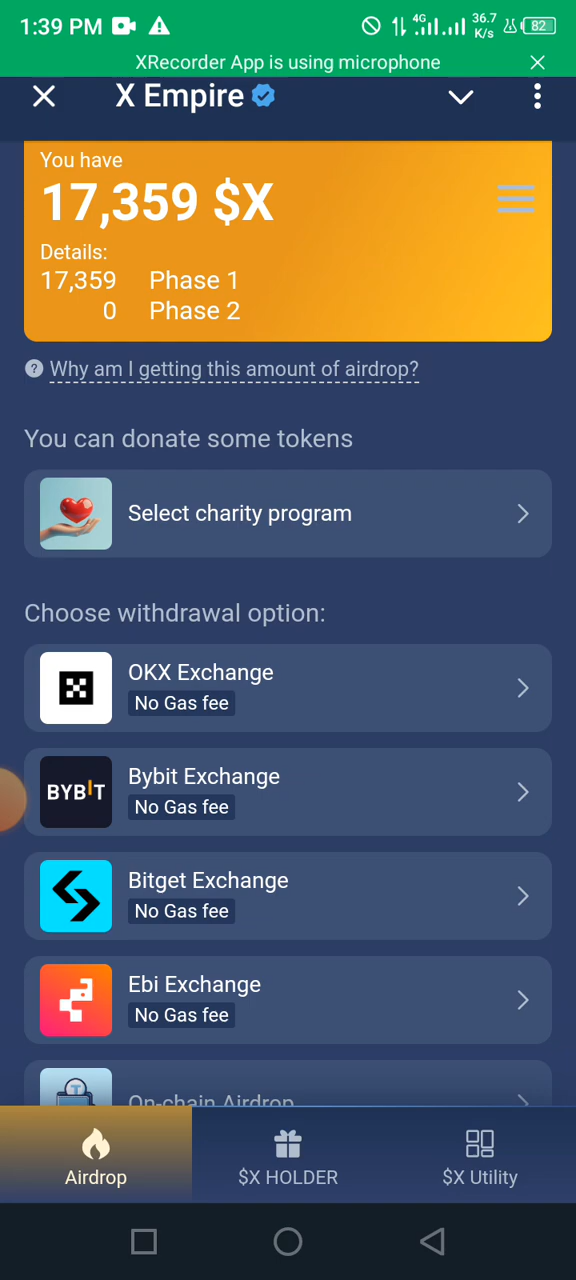 1:39 PM
4G
36.7
K/s
82
XRecorder App is using microphone
X Empire
You have
17,359 $X
Details:
17,359 Phase 1
0 Phase 2
? Why am I getting this amount of airdrop?
You can donate some tokens
Select charity program
Choose withdrawal option:
OKX Exchange
No Gas fee
BYBIT
Bybit Exchange
No Gas fee
Bitget Exchange
No Gas fee
Ebi Exchange
No Gas fee
On-chain Airdrop
Airdrop
$X HOLDER
$X Utility